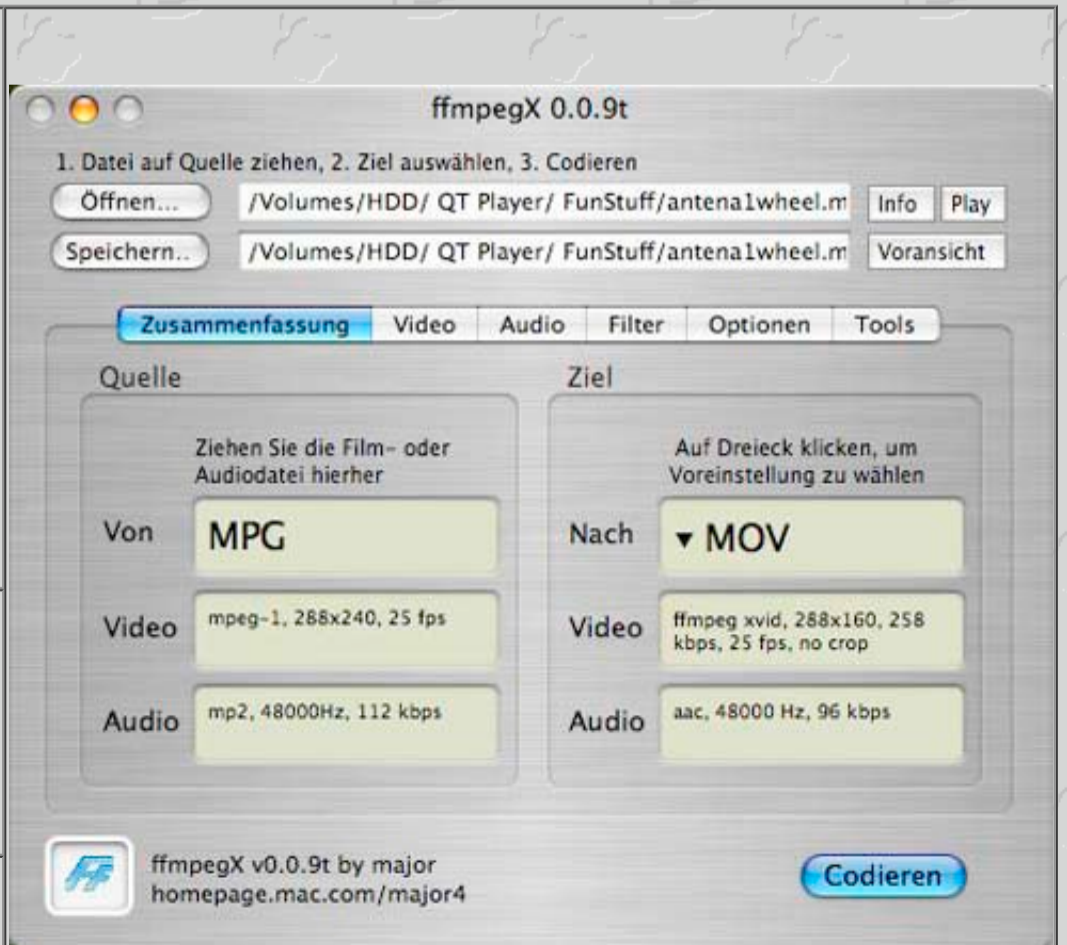 ffmpegX 0.0.9t
1. Datei auf Quelle ziehen, 2. Ziel auswählen, 3. Codieren
Öffnen... /Volumes/HDD/ QT Player/ FunStuff/antena1wheel.m Info Play
Speichern.. /Volumes/HDD/ QT Player/ FunStuff/antena1wheel.m Voransicht
Zusammenfassung Video Audio Filter Optionen Tools
Quelle
Ziehen Sie die Film- oder
Audiodatei hierher
Von MPG
Video mpeg-1, 288x240, 25 fps
Audio mp2, 48000Hz, 112 kbps
Ziel
Auf Dreieck klicken, um
Voreinstellung zu wählen
Nach ▾ MOV
Video ffmpeg xvid, 288x160, 258
kbps, 25 fps, no crop
Audio aac, 48000 Hz, 96 kbps
ffmpegX v0.0.9t by major
homepage.mac.com/major4
Codieren